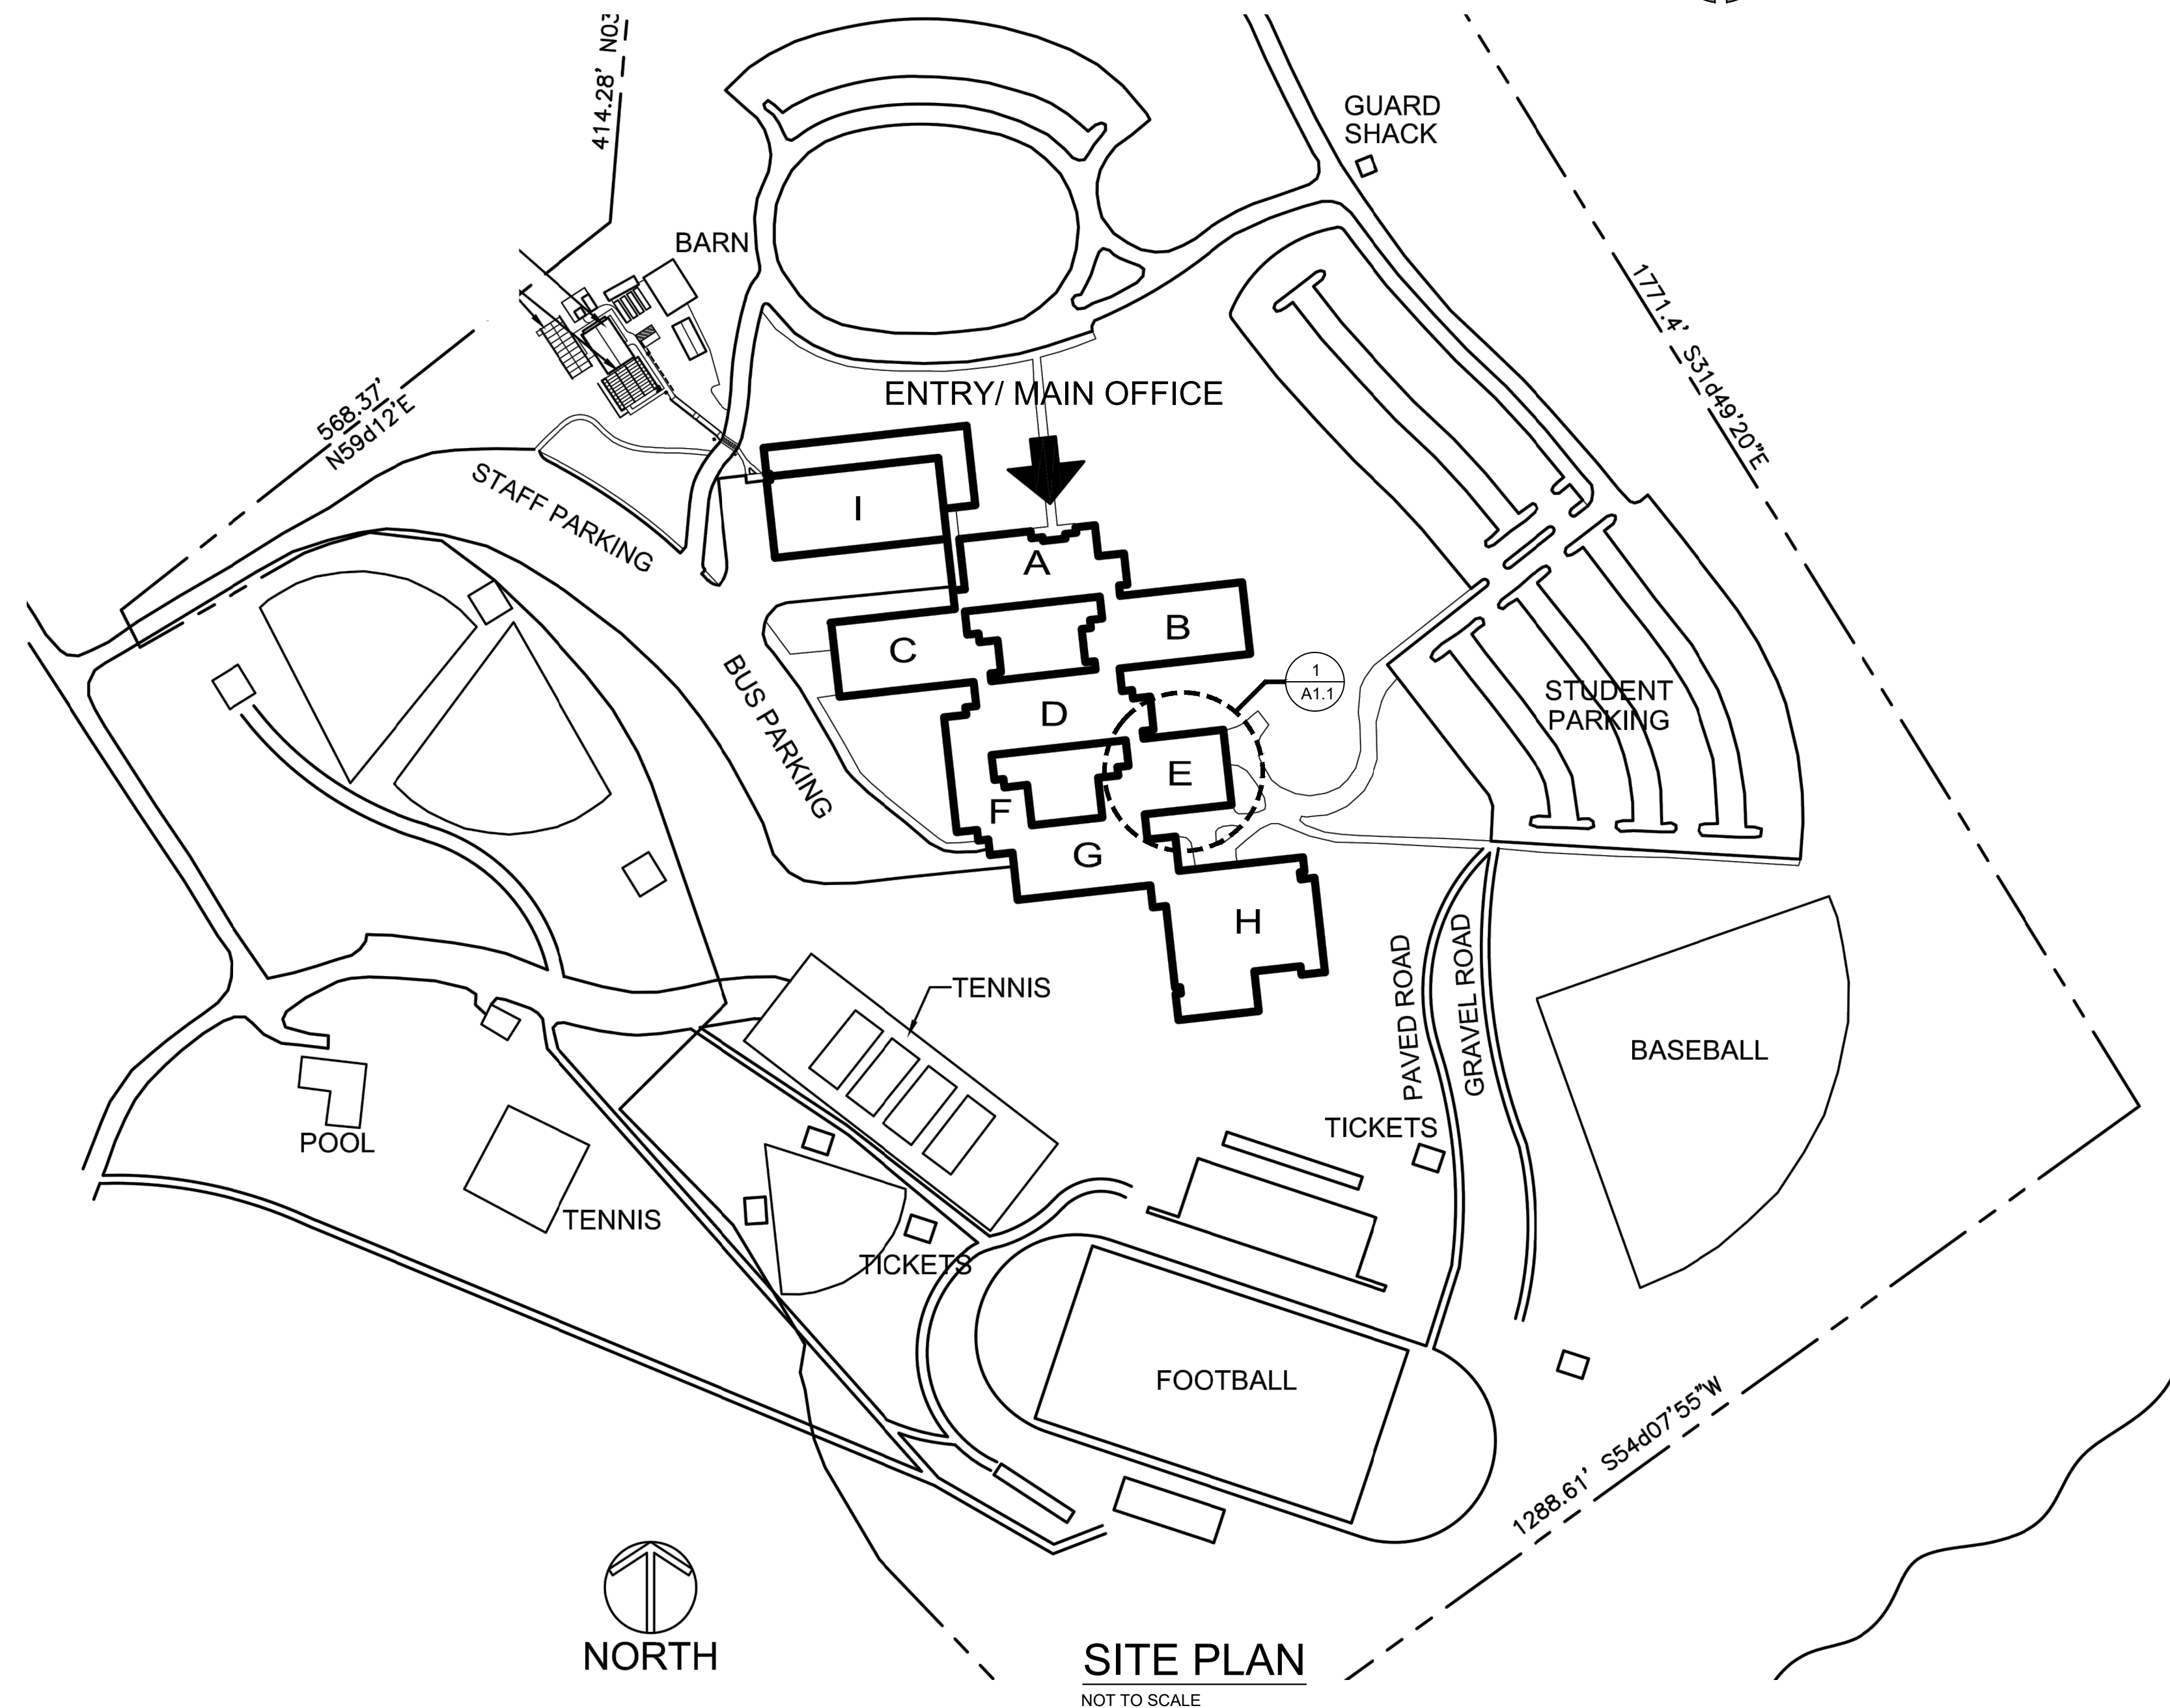 414.28' N03
GUARD
SHACK
BARN
1771.4' S31d49'20"E
568.37'
N59d12'E
ENTRY/ MAIN OFFICE
STAFF PARKING
I
A
B
C
1
A1.1
BUS PARKING
D
STUDENT
PARKING
E
F
G
H
PAVED ROAD
GRAVEL ROAD
TENNIS
BASEBALL
TICKETS
POOL
TENNIS
TICKETS
FOOTBALL
1288.61' S54d07'55"W
NORTH
SITE PLAN
NOT TO SCALE